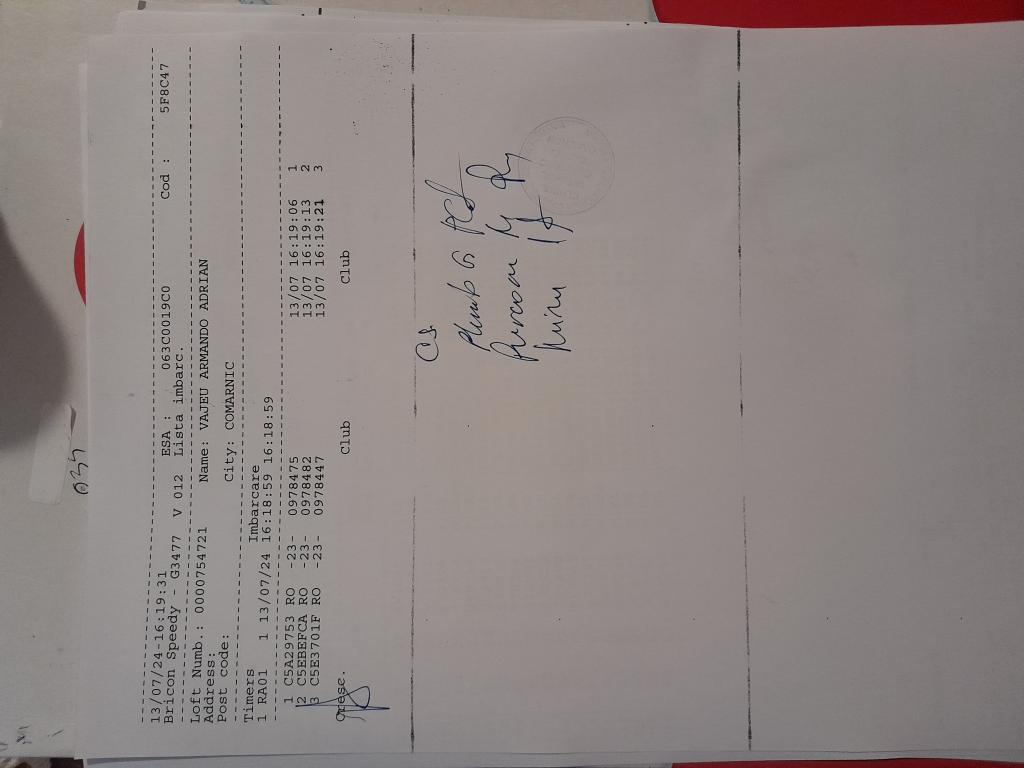 13/07/24-16:19:31
Bricon Speedy - G3477 V 012 ESA : 063C0019C0 Cod : 5F8C47
Lista imbarc.
Loft Numb.: 0000754721 Name: VAJEU ARMANDO ADRIAN
Address:
Post code: City: COMARNIC
Timers Imbarcare
1 RA01 1 13/07/24 16:18:59 16:18:59
1 C5A29753 RO -23- 0978475 13/07 16:19:06 1
2 C5EBEFCA RO -23- 0978482 13/07 16:19:13 2
3 C5E3701F RO -23- 0978447 13/07 16:19:21 3
Club Club
Cresc.
C.S.